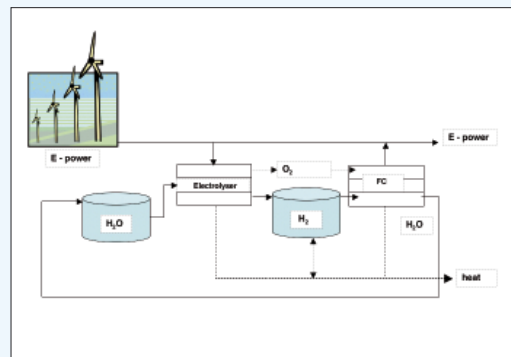 E - power
E - power
O₂
Electrolyser
FC
H₂O
H₂
H₂O
heat